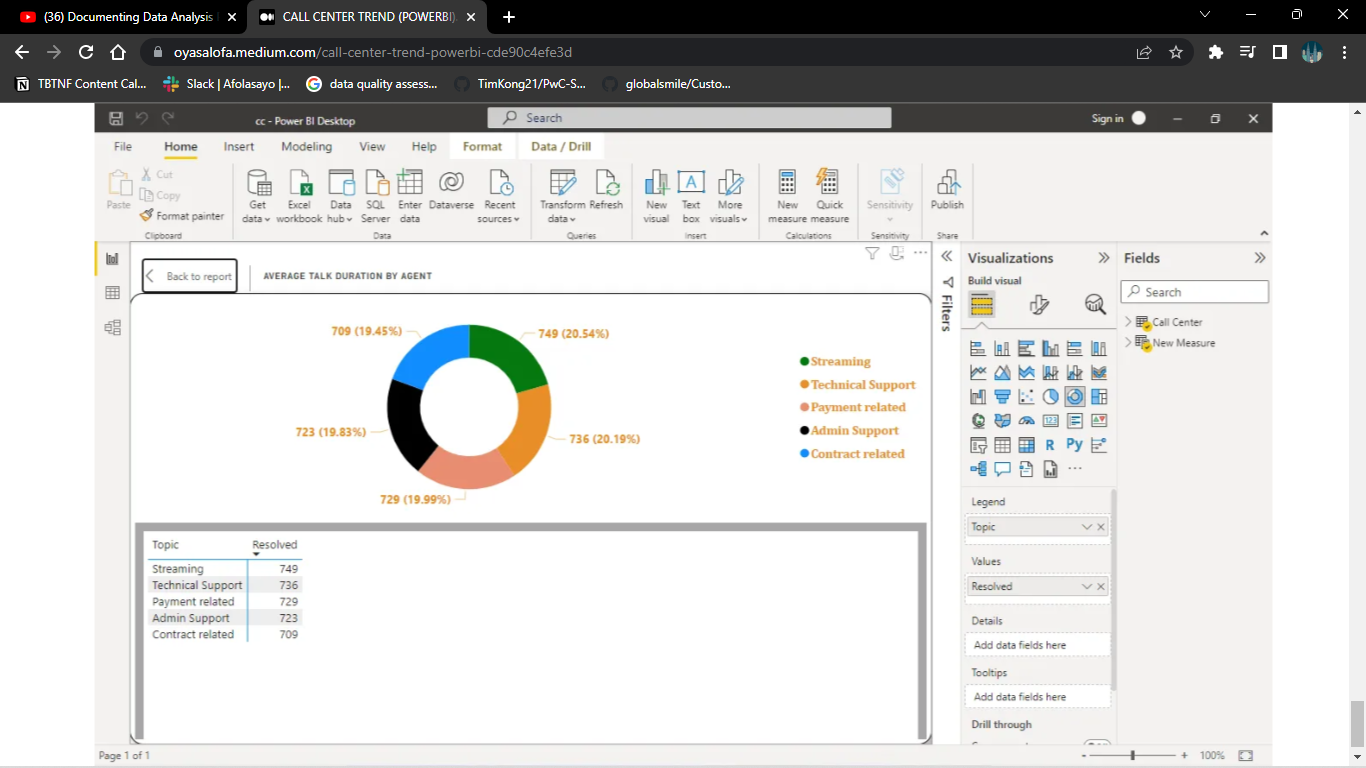 (36) Documenting Data Analysis
CALL CENTER TREND (POWERBI).
oyasalofa.medium.com/call-center-trend-powerbi-cde90c4efe3d
TBTNF Content Cal... Slack | Afolasayo |... data quality assess... TimKong21/PwC-S... globalsmile/Custo...
cc - Power BI Desktop Search Sign in
File Home Insert Modeling View Help Format Data / Drill
Paste Cut
Copy
Format painter
Get data Excel workbook Data hub SQL Server Enter data Dataverse Recent sources
Transform data Refresh
New visual Text box More visuals
New measure Quick measure
Sensitivity
Publish
Clipboard Data Queries Insert Calculations Sensitivity Share
Back to report AVERAGE TALK DURATION BY AGENT
709 (19.45%)
749 (20.54%)
723 (19.83%)
736 (20.19%)
729 (19.99%)
Streaming
Technical Support
Payment related
Admin Support
Contract related
Topic Resolved
Streaming 749
Technical Support 736
Payment related 729
Admin Support 723
Contract related 709
Filters
Visualizations
Build visual
R Py
123
Legend
Topic
Values
Resolved
Details
Add data fields here
Tooltips
Add data fields here
Drill through
Fields
Search
Call Center
New Measure
Page 1 of 1
100%